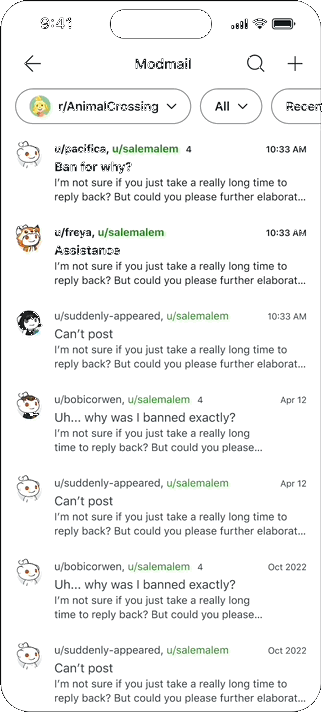 9:41
Modmail
r/AnimalCrossing
All
Recen
u/pacifica, u/salemalem 4
10:33 AM
Ban for why?
I'm not sure if you just take a really long time to
reply back? But could you please further elaborat...
u/freya, u/salemalem
10:33 AM
Assistance
I'm not sure if you just take a really long time to
reply back? But could you please further elaborat...
u/suddenly-appeared, u/salemalem
10:33 AM
Can't post
I'm not sure if you just take a really long time to
reply back? But could you please further elaborat...
u/bobicorwen, u/salemalem 4
Apr 12
Uh... why was I banned exactly?
I'm not sure if you just take a really long
time to reply back? But could you please...
u/suddenly-appeared, u/salemalem
Apr 12
Can't post
I'm not sure if you just take a really long time to
reply back? But could you please further elaborat...
u/bobicorwen, u/salemalem 4
Oct 2022
Uh... why was I banned exactly?
I'm not sure if you just take a really long
time to reply back? But could you please...
u/suddenly-appeared, u/salemalem
Oct 2022
Can't post
I'm not sure if you just take a really long time to
reply back? But could you please further elaborat...